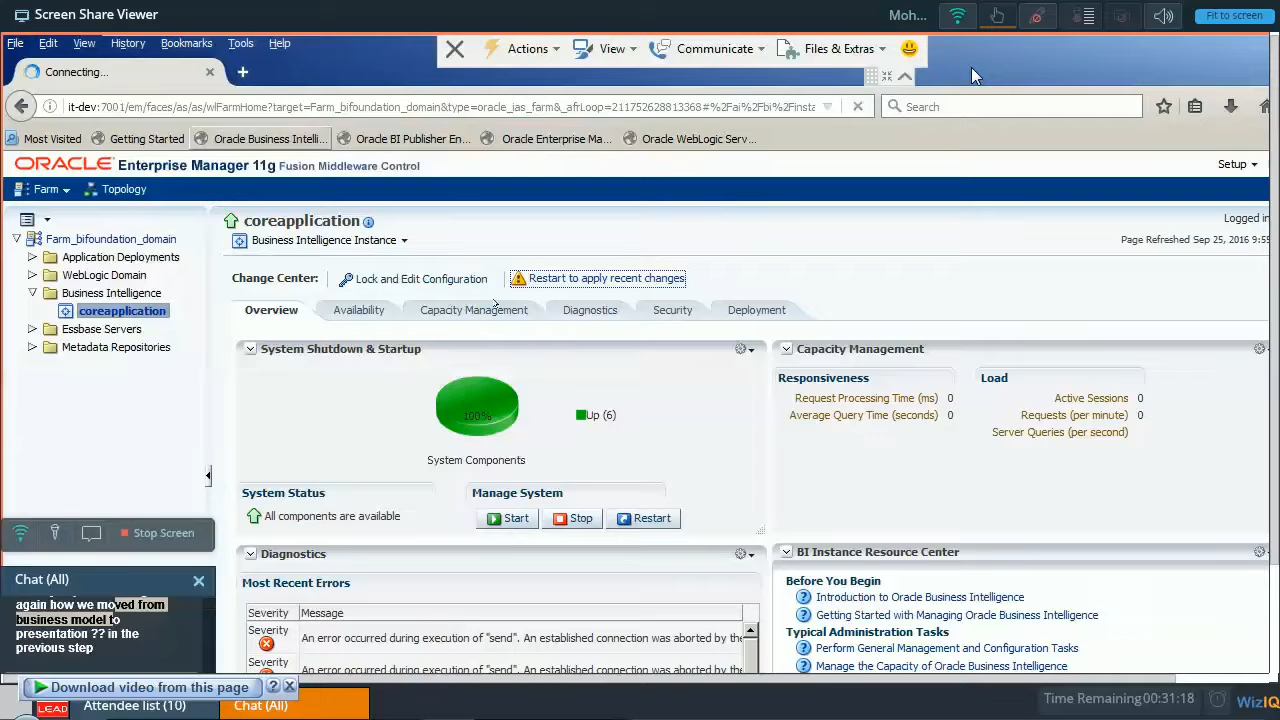 Screen Share Viewer
Moh...
Fit to screen
File Edit View History Bookmarks Tools Help
Actions View Communicate Files & Extras
Connecting...
it-dev:7001/em/faces/as/as/wlFarmHome?target=Farm_bifoundation_domain&type=oracle_ias_farm&_afrLoop=211752628813368#%2Fai%2Fbi%2Finsta
Search
Most Visited Getting Started Oracle Business Intelli... Oracle BI Publisher En... Oracle Enterprise Ma... Oracle WebLogic Serv...
ORACLE Enterprise Manager 11g Fusion Middleware Control
Setup
Farm Topology
coreapplication
Logged in
Business Intelligence Instance
Page Refreshed Sep 25, 2016 9:55
Farm_bifoundation_domain
Application Deployments
WebLogic Domain
Business Intelligence
coreapplication
Essbase Servers
Metadata Repositories
Change Center: Lock and Edit Configuration Restart to apply recent changes
Overview Availability Capacity Management Diagnostics Security Deployment
System Shutdown & Startup
100%
Up (6)
System Components
System Status
All components are available
Manage System
Start Stop Restart
Capacity Management
Responsiveness
Request Processing Time (ms) 0
Average Query Time (seconds) 0
Load
Active Sessions 0
Requests (per minute) 0
Server Queries (per second)
Diagnostics
Most Recent Errors
Severity Message
Severity An error occurred during execution of "send". An established connection was aborted by the
Severity An error occurred during execution of "send". An established connection was aborted by the
BI Instance Resource Center
Before You Begin
Introduction to Oracle Business Intelligence
Getting Started with Managing Oracle Business Intelligence
Typical Administration Tasks
Perform General Management and Configuration Tasks
Manage the Capacity of Oracle Business Intelligence
Stop Screen
Chat (All)
again how we moved from
business model to
presentation ?? in the
previous step
Download video from this page
LEAD
Attendee list (10)
Chat (All)
Time Remaining 00:31:18
WizIQ